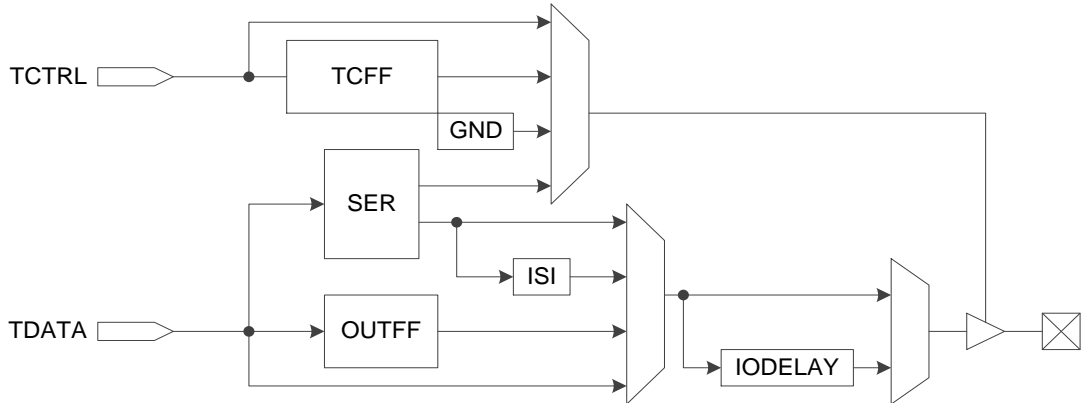 TCTRL
TCFF
GND
SER
ISI
TDATA
OUTFF
IODELAY